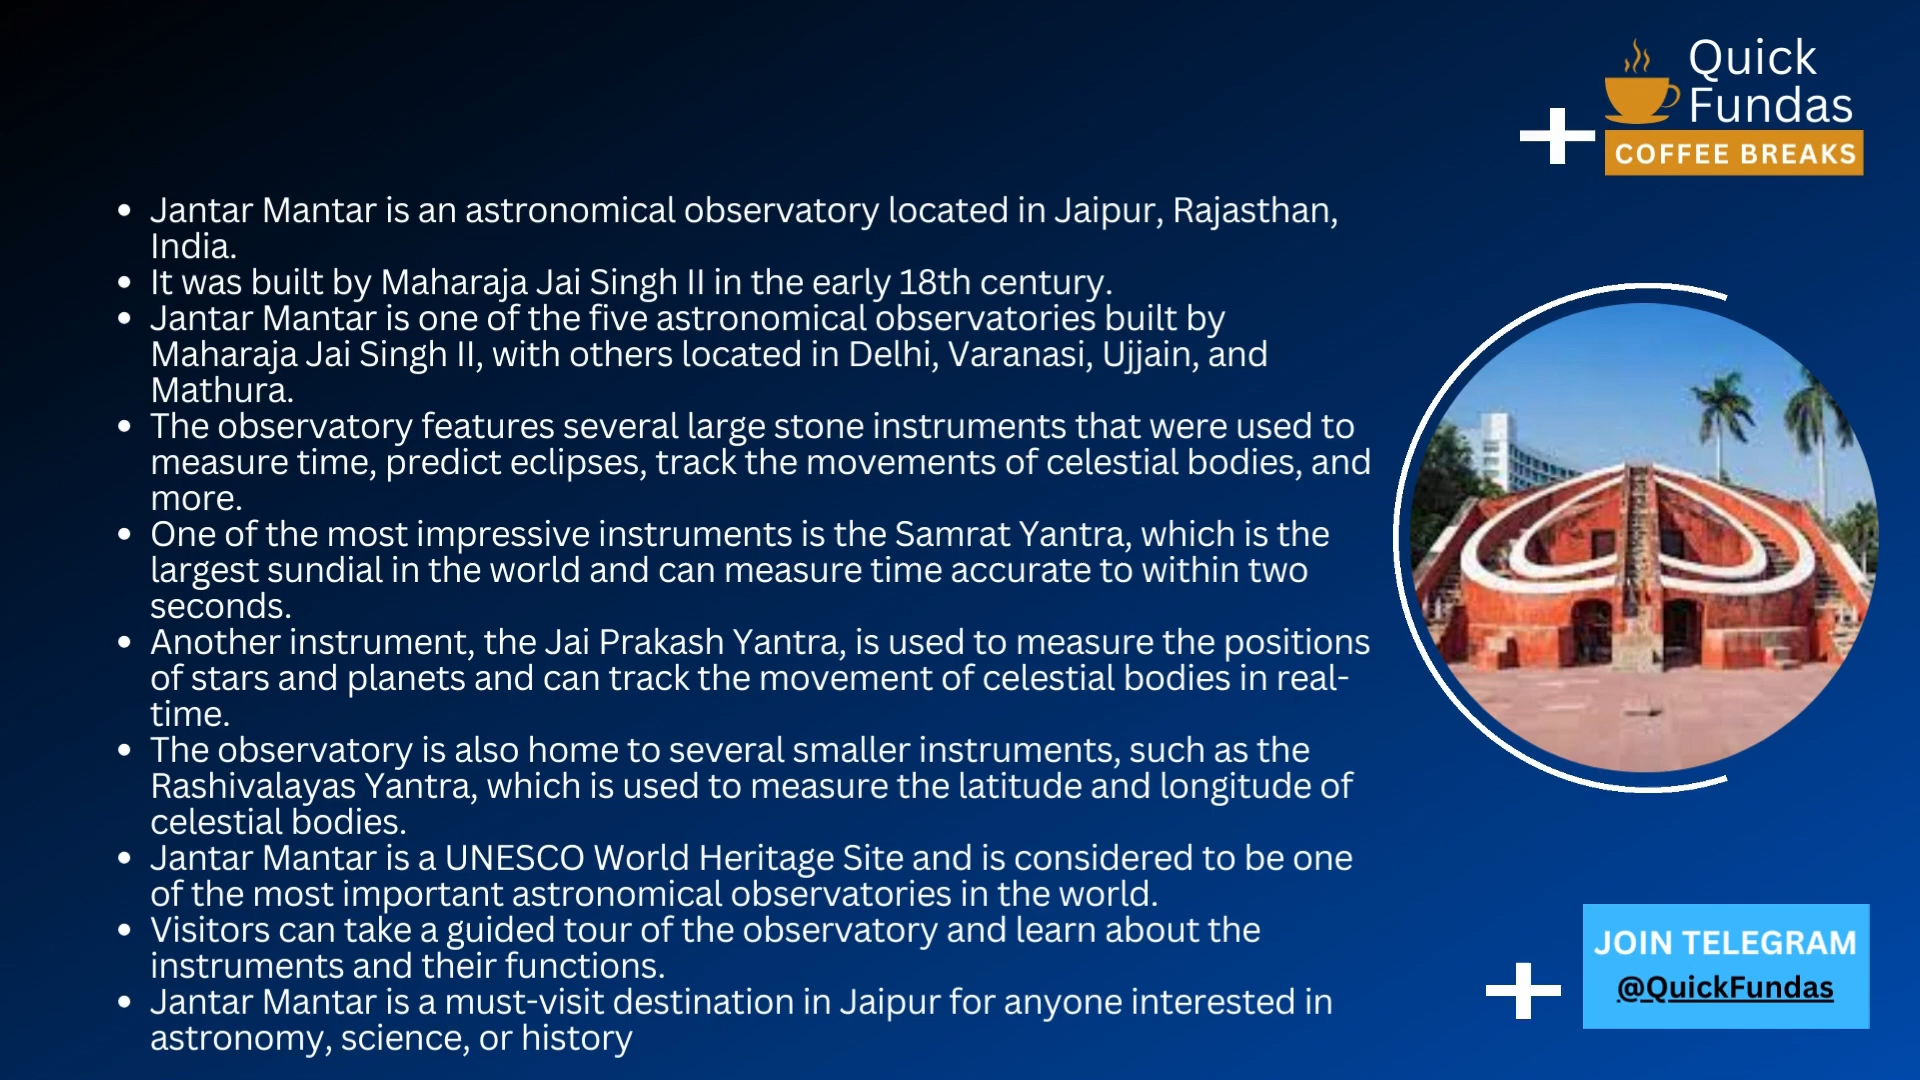 Quick
Fundas
COFFEE BREAKS
• Jantar Mantar is an astronomical observatory located in Jaipur, Rajasthan,
India.
• It was built by Maharaja Jai Singh II in the early 18th century.
• Jantar Mantar is one of the five astronomical observatories built by
Maharaja Jai Singh II, with others located in Delhi, Varanasi, Ujjain, and
Mathura.
• The observatory features several large stone instruments that were used to
measure time, predict eclipses, track the movements of celestial bodies, and
more.
• One of the most impressive instruments is the Samrat Yantra, which is the
largest sundial in the world and can measure time accurate to within two
seconds.
• Another instrument, the Jai Prakash Yantra, is used to measure the positions
of stars and planets and can track the movement of celestial bodies in real-
time.
• The observatory is also home to several smaller instruments, such as the
Rashivalayas Yantra, which is used to measure the latitude and longitude of
celestial bodies.
• Jantar Mantar is a UNESCO World Heritage Site and is considered to be one
of the most important astronomical observatories in the world.
• Visitors can take a guided tour of the observatory and learn about the
instruments and their functions.
• Jantar Mantar is a must-visit destination in Jaipur for anyone interested in
astronomy, science, or history
JOIN TELEGRAM
@QuickFundas